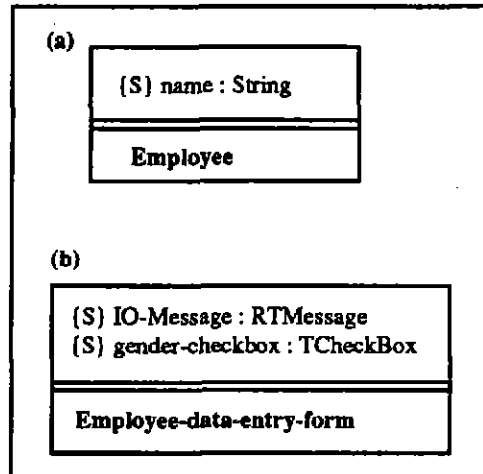 (a)
{S} name : String
Employee
(b)
{S} IO-Message : RTMessage
{S} gender-checkbox : TCheckBox
Employee-data-entry-form